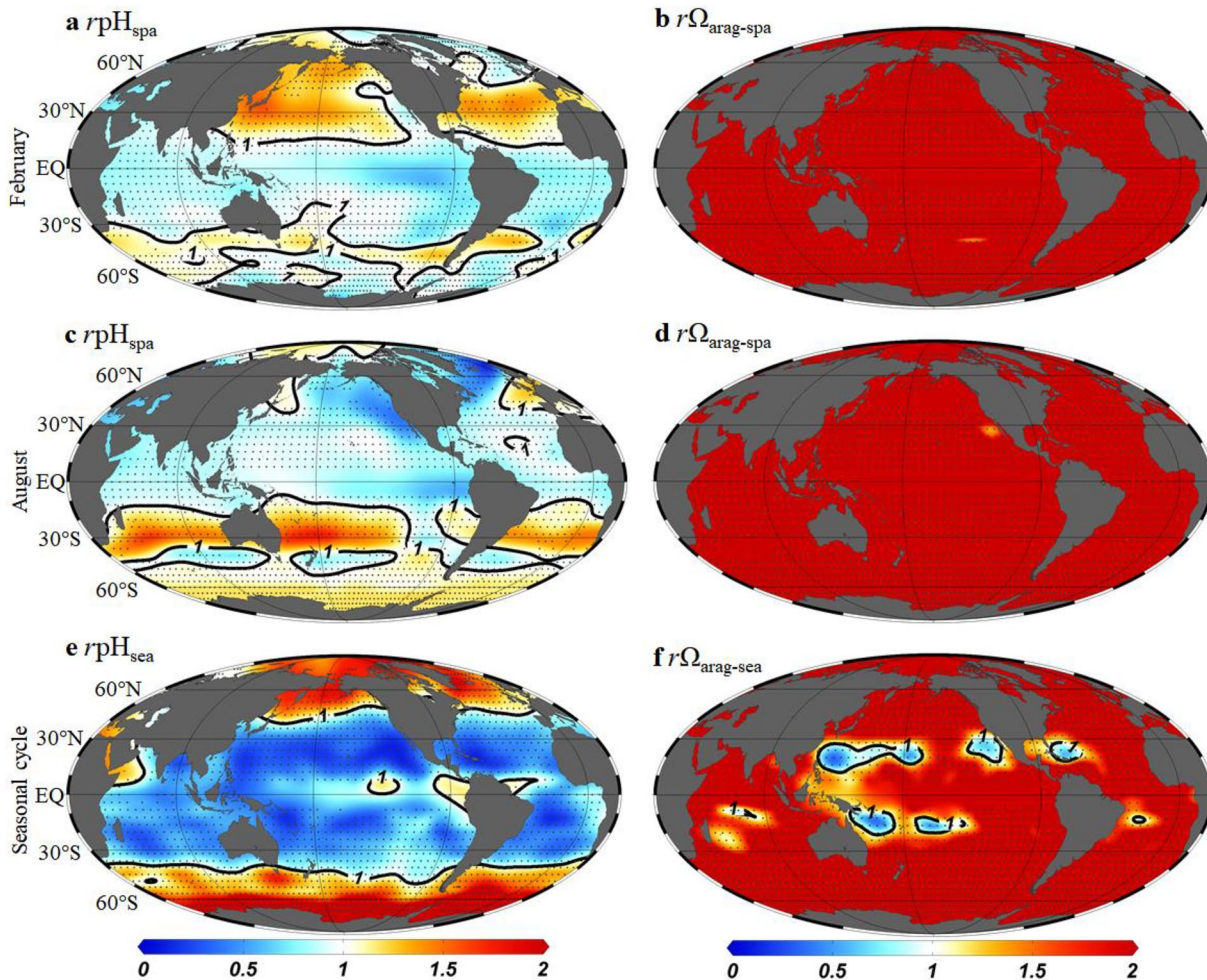 a rpHspa
b rΩarag-spa
60°N
30°N
EQ
30°S
60°S
February
1
1
1
1
1
c rpHspa
d rΩarag-spa
60°N
30°N
EQ
30°S
60°S
August
1
1
1
1
1
e rpHsea
f rΩarag-sea
60°N
30°N
EQ
30°S
60°S
Seasonal cycle
1
1
1
1
1
1
1
1
1
0 0.5 1 1.5 2
0 0.5 1 1.5 2